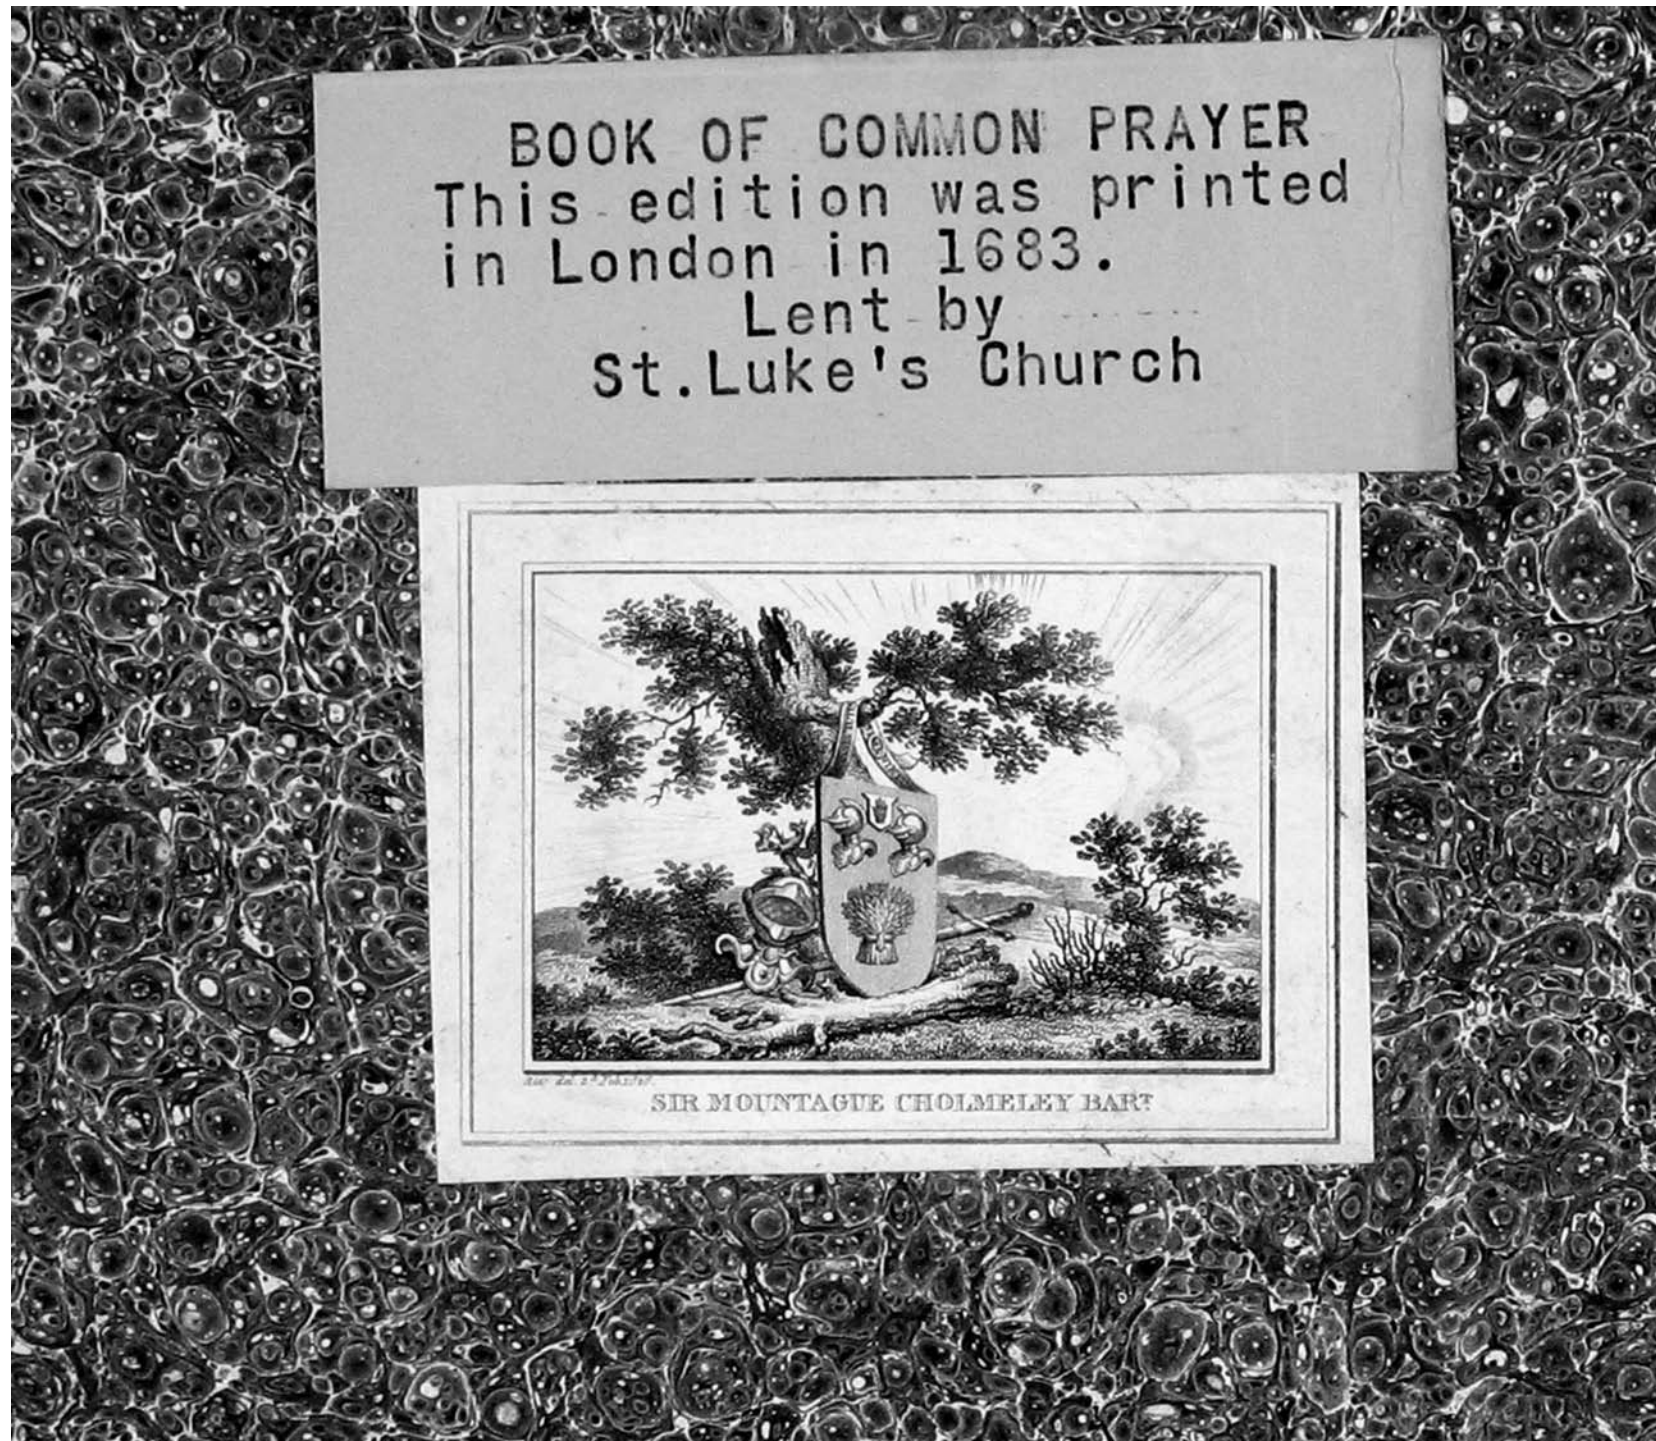 BOOK OF COMMON PRAYER
This edition was printed
in London in 1683.
Lent by
St.Luke's Church
SIR MOUNTAGUE CHOLMELEY BART